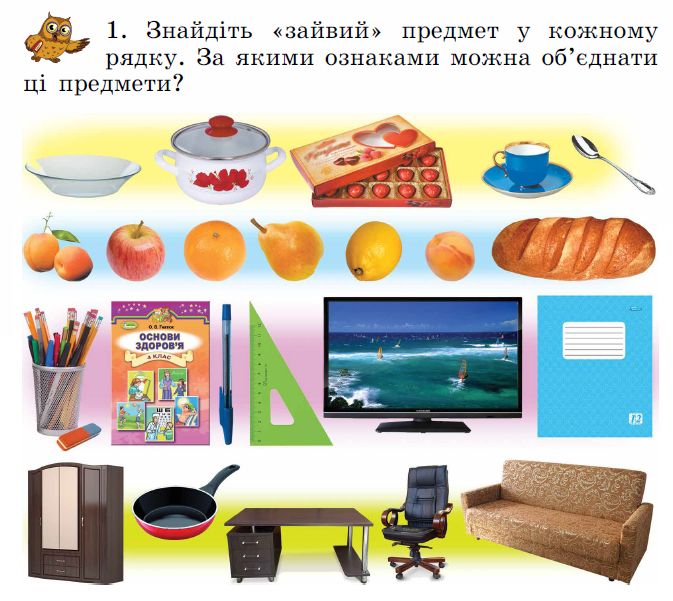 1. Знайдіть «зайвий» предмет у кожному
рядку. За якими ознаками можна об’єднати
ці предмети?
О. В. Гнатюк
ОСНОВИ
ЗДОРОВ'Я
4 КЛАС
12